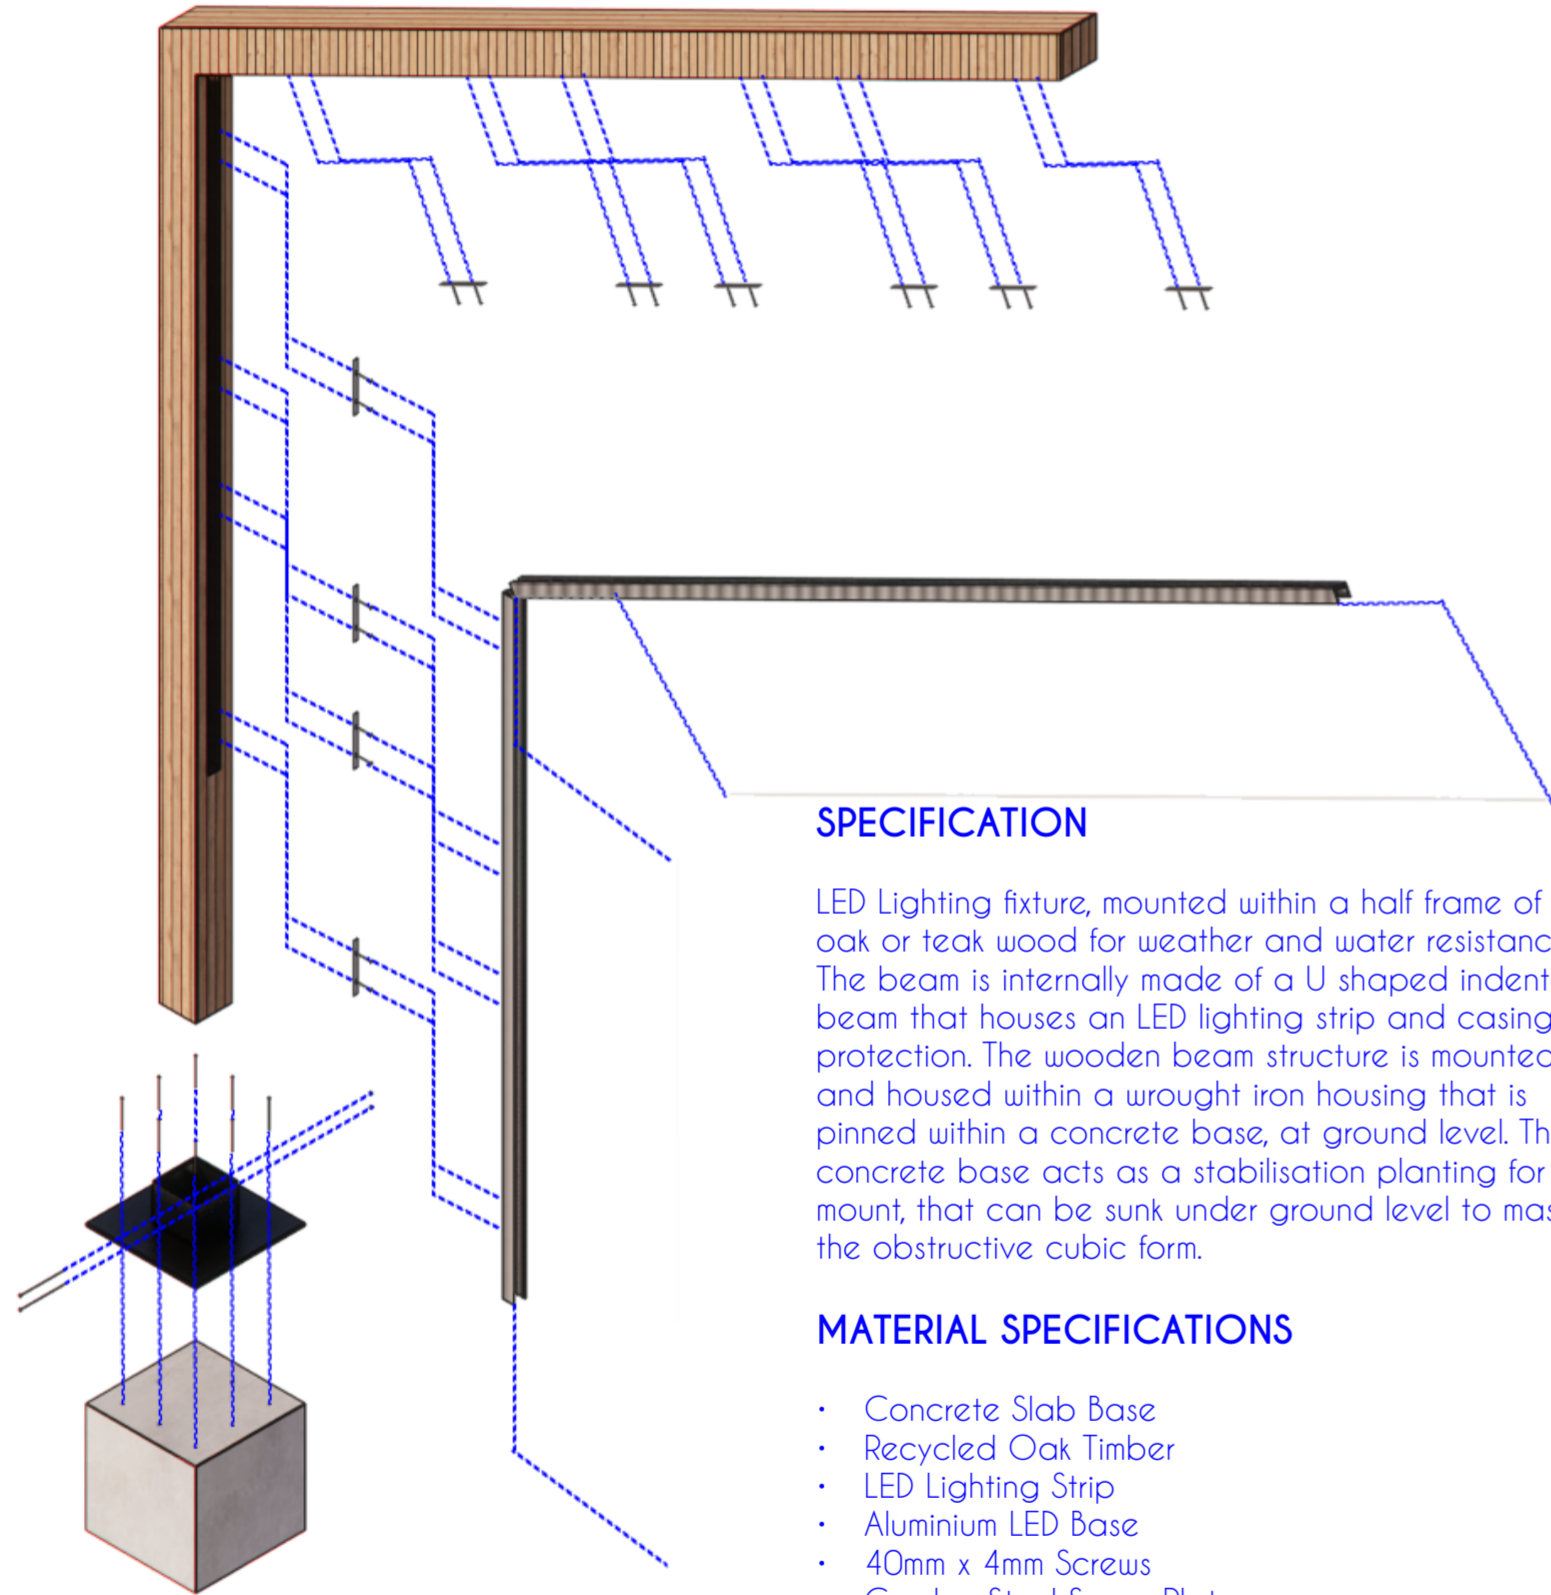 SPECIFICATION
LED Lighting fixture, mounted within a half frame of
oak or teak wood for weather and water resistanc
The beam is internally made of a U shaped indent
beam that houses an LED lighting strip and casing
protection. The wooden beam structure is mounted
and housed within a wrought iron housing that is
pinned within a concrete base, at ground level. Th
concrete base acts as a stabilisation planting for
mount, that can be sunk under ground level to mas
the obstructive cubic form.
MATERIAL SPECIFICATIONS
• Concrete Slab Base
• Recycled Oak Timber
• LED Lighting Strip
• Aluminium LED Base
• 40mm x 4mm Screws